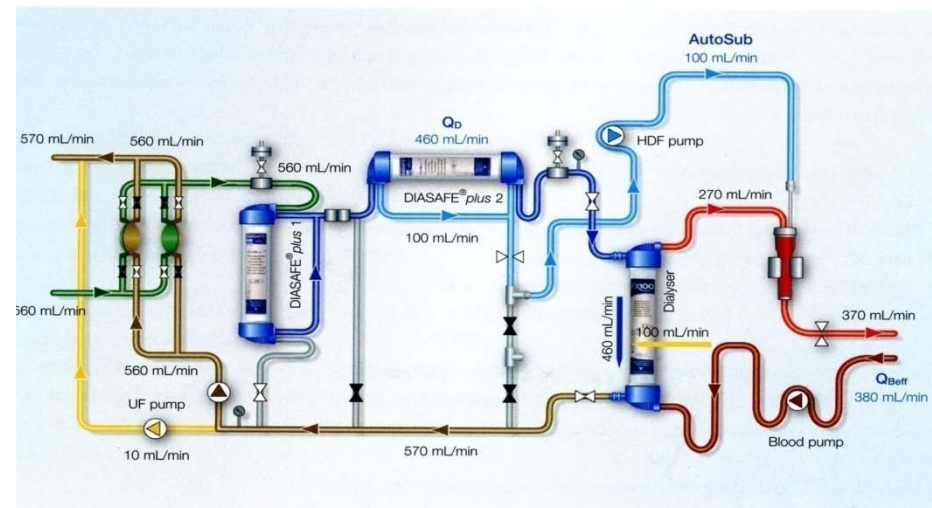 AutoSub
100 mL/min
570 mL/min
560 mL/min
Q_D
460 mL/min
HDF pump
560 mL/min
DIASAFE®plus 2
270 mL/min
100 mL/min
DIASAFE®plus 1
Dialyser
F
460 mL/min
100 mL/min
560 mL/min
370 mL/min
560 mL/min
Q_Beff
380 mL/min
UF pump
Blood pump
570 mL/min
10 mL/min